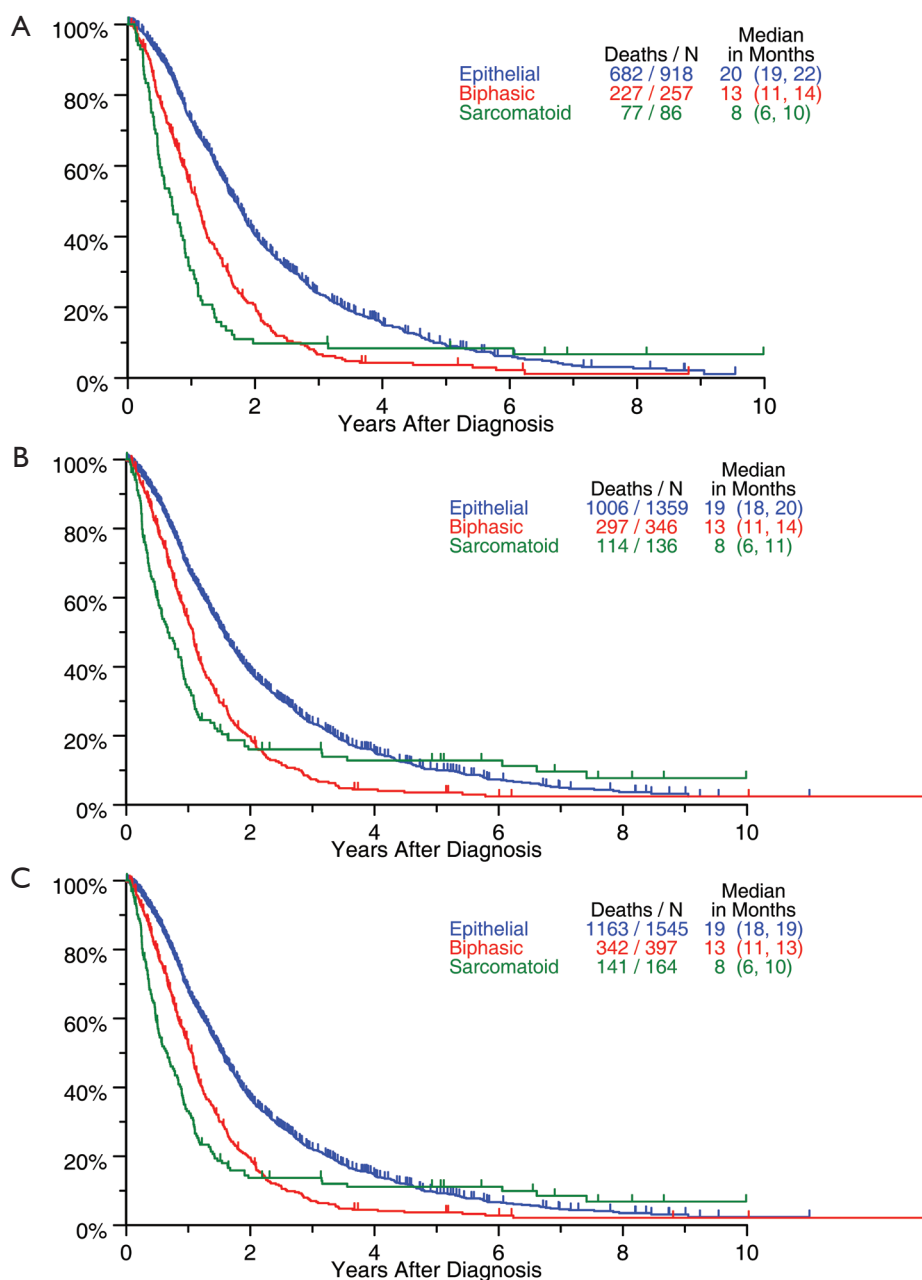 A
Median
Deaths / N in Months
Epithelial 682 / 918 20 (19, 22)
Biphasic 227 / 257 13 (11, 14)
Sarcomatoid 77 / 86 8 (6, 10)
100%
80%
60%
40%
20%
0%
0 2 4 6 8 10
Years After Diagnosis
B
Median
Deaths / N in Months
Epithelial 1006 / 1359 19 (18, 20)
Biphasic 297 / 346 13 (11, 14)
Sarcomatoid 114 / 136 8 (6, 11)
100%
80%
60%
40%
20%
0%
0 2 4 6 8 10
Years After Diagnosis
C
Median
Deaths / N in Months
Epithelial 1163 / 1545 19 (18, 19)
Biphasic 342 / 397 13 (11, 13)
Sarcomatoid 141 / 164 8 (6, 10)
100%
80%
60%
40%
20%
0%
0 2 4 6 8 10
Years After Diagnosis